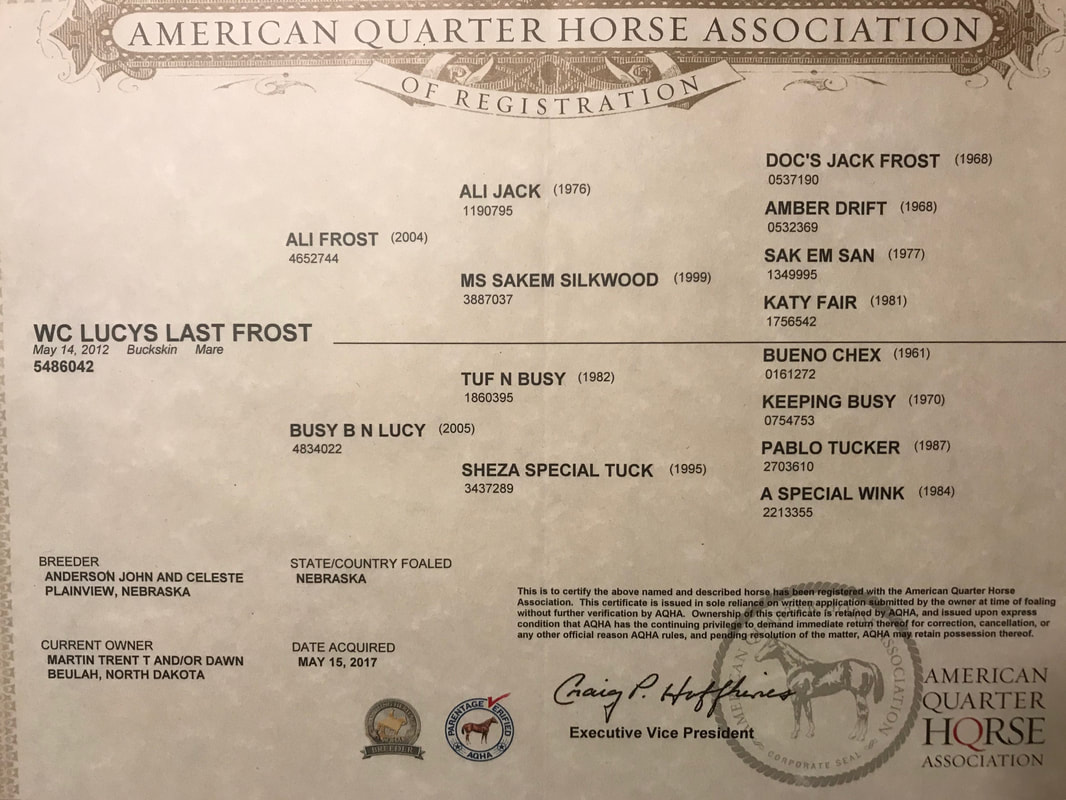 AMERICAN QUARTER HORSE ASSOCIATION
OF REGISTRATION
DOC'S JACK FROST (1968)
0537190
ALI JACK (1976)
1190795
AMBER DRIFT (1968)
0532369
ALI FROST (2004)
4652744
SAK EM SAN (1977)
1349995
MS SAKEM SILKWOOD (1999)
3887037
KATY FAIR (1981)
1756542
WC LUCYS LAST FROST
May 14, 2012 Buckskin Mare
5486042
BUENO CHEX (1961)
0161272
TUF N BUSY (1982)
1860395
KEEPING BUSY (1970)
0754753
BUSY B N LUCY (2005)
4834022
PABLO TUCKER (1987)
2703610
SHEZA SPECIAL TUCK (1995)
3437289
A SPECIAL WINK (1984)
2213355
BREEDER
ANDERSON JOHN AND CELESTE
PLAINVIEW, NEBRASKA
STATE/COUNTRY FOALED
NEBRASKA
This is to certify the above named and described horse has been registered with the American Quarter Horse
Association. This certificate is issued in sole reliance on written application submitted by the owner at time of foaling
without further verification by AQHA. Ownership of this certificate is retained by AQHA, and issued upon express
condition that AQHA has the continuing privilege to demand immediate return thereof for correction, cancellation, or
any other official reason AQHA rules, and pending resolution of the matter, AQHA may retain possession thereof.
CURRENT OWNER
MARTIN TRENT T AND/OR DAWN
BEULAH, NORTH DAKOTA
DATE ACQUIRED
MAY 15, 2017
BREEDER
PARENTAGE VERIFIED
AQHA
Craig P. Huffhines
Executive Vice President
CORPORATE SEAL
AMERICAN
QUARTER
HORSE
ASSOCIATION